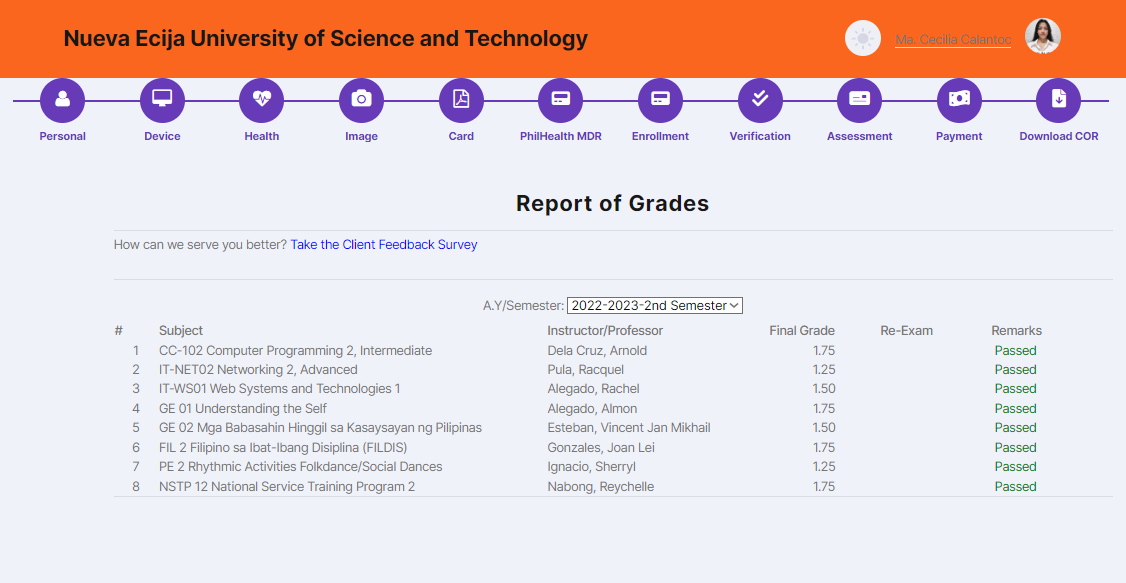 Nueva Ecija University of Science and Technology
Ma. Cecilia Calantoc
Personal Device Health Image Card PhilHealth MDR Enrollment Verification Assessment Payment Download COR
Report of Grades
How can we serve you better? Take the Client Feedback Survey
A.Y/Semester: 2022-2023-2nd Semester
# Subject Instructor/Professor Final Grade Re-Exam Remarks
1 CC-102 Computer Programming 2, Intermediate Dela Cruz, Arnold 1.75 Passed
2 IT-NET02 Networking 2, Advanced Pula, Racquel 1.25 Passed
3 IT-WS01 Web Systems and Technologies 1 Alegado, Rachel 1.50 Passed
4 GE 01 Understanding the Self Alegado, Almon 1.75 Passed
5 GE 02 Mga Babasahin Hinggil sa Kasaysayan ng Pilipinas Esteban, Vincent Jan Mikhail 1.50 Passed
6 FIL 2 Filipino sa Ibat-Ibang Disiplina (FILDIS) Gonzales, Joan Lei 1.75 Passed
7 PE 2 Rhythmic Activities Folkdance/Social Dances Ignacio, Sherryl 1.25 Passed
8 NSTP 12 National Service Training Program 2 Nabong, Reychelle 1.75 Passed